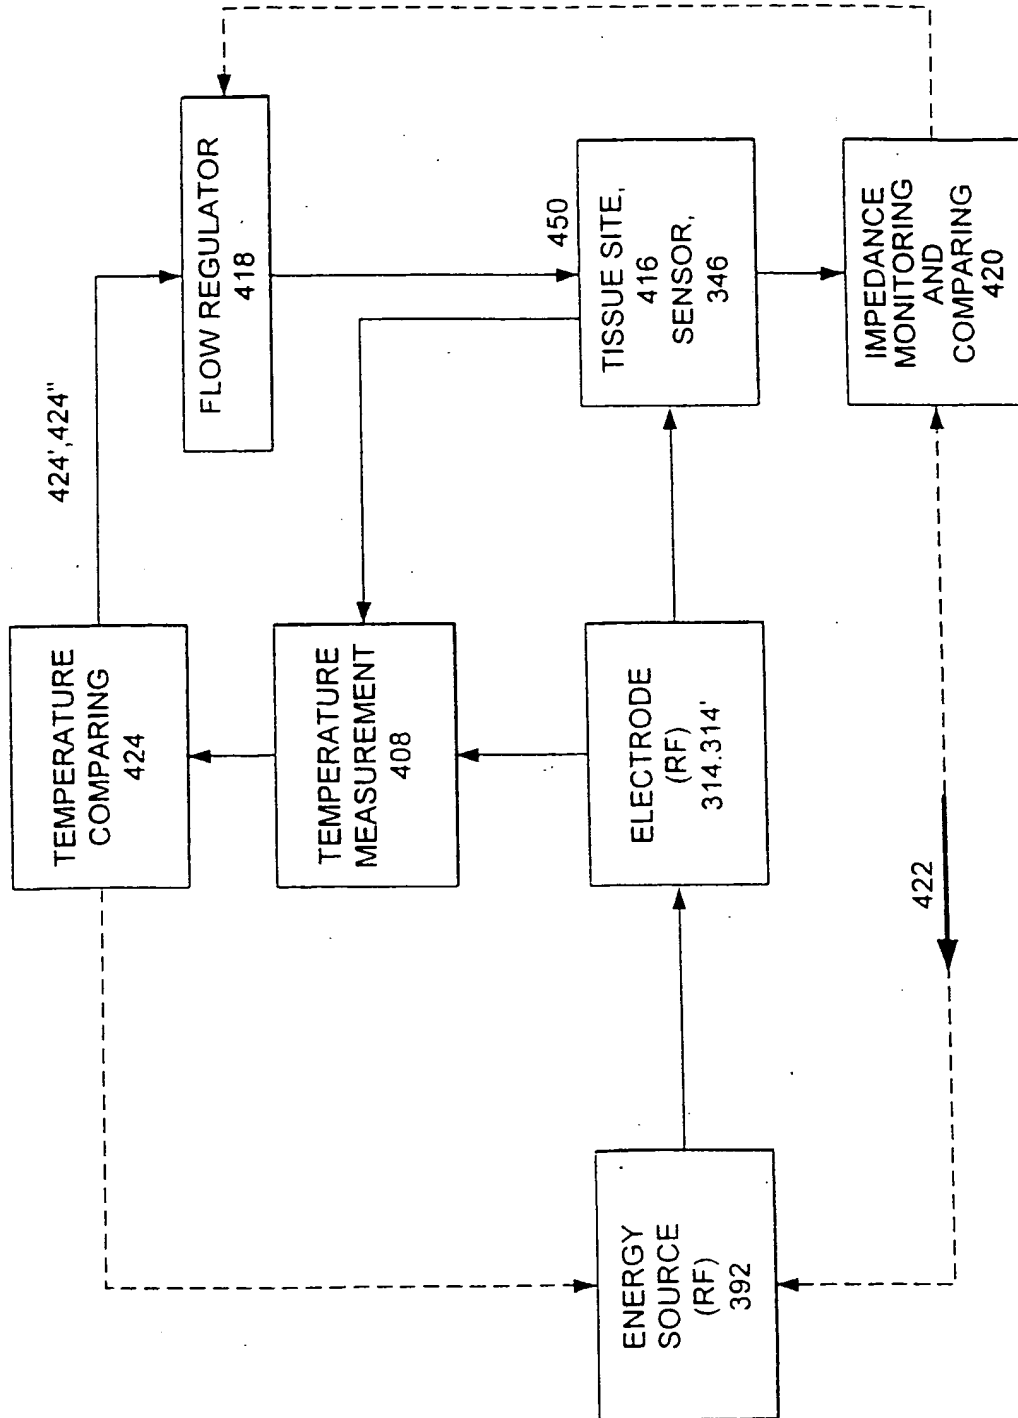 ENERGY
SOURCE
(RF)
392
TEMPERATURE
COMPARING
424
TEMPERATURE
MEASUREMENT
408
ELECTRODE
(RF)
314.314'
422
424',424"
FLOW REGULATOR
418
450
TISSUE SITE,
416
SENSOR,
346
IMPEDANCE
MONITORING
AND
COMPARING
420